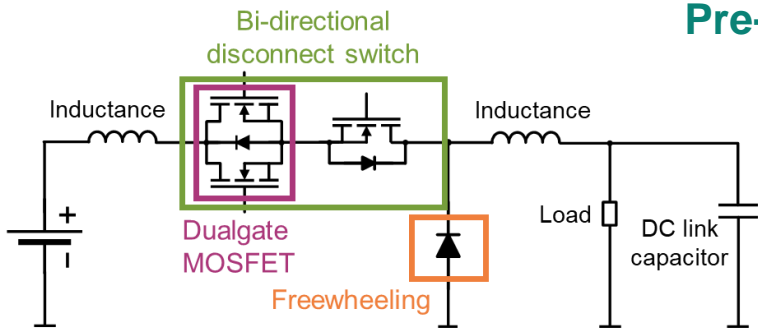 Pre-
Bi-directional
disconnect switch
Inductance
Inductance
+
−
Dualgate
MOSFET
Load
DC link
capacitor
Freewheeling